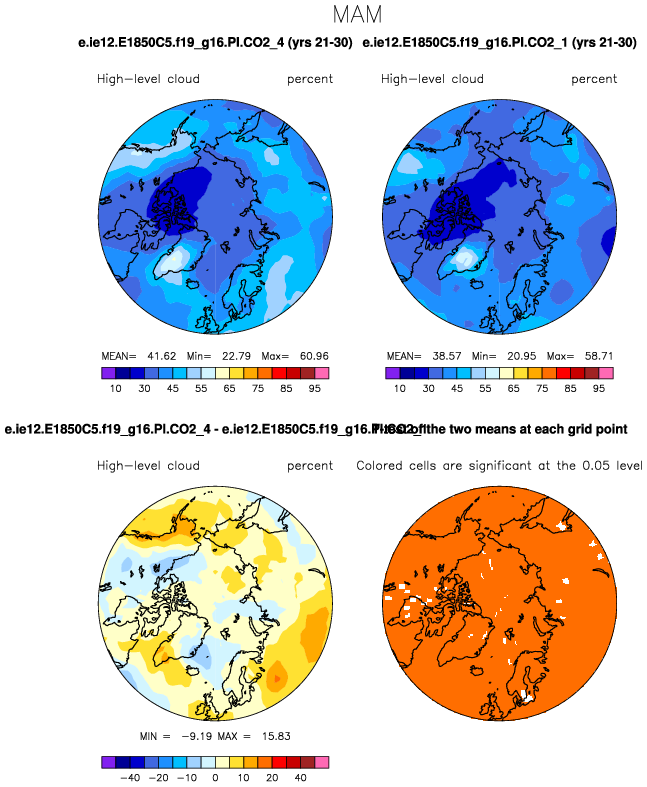 MAM
e.ie12.E1850C5.f19_g16.PI.CO2_4 (yrs 21-30) e.ie12.E1850C5.f19_g16.PI.CO2_1 (yrs 21-30)
High-level cloud percent High-level cloud percent
MEAN= 41.62 Min= 22.79 Max= 60.96 MEAN= 38.57 Min= 20.95 Max= 58.71
10 30 45 55 65 75 85 95 10 30 45 55 65 75 85 95
e.ie12.E1850C5.f19_g16.PI.CO2_4 - e.ie12.E1850C5.f19_g16.PI.CO2_1 T-test of the two means at each grid point
High-level cloud percent Colored cells are significant at the 0.05 level
MIN = -9.19 MAX = 15.83
-40 -20 -10 0 10 20 40